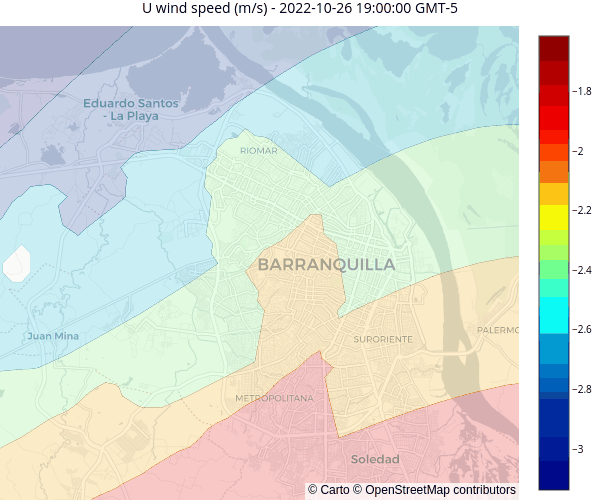 U wind speed (m/s) - 2022-10-26 19:00:00 GMT-5
Eduardo Santos
- La Playa
RIOMAR
BARRANQUILLA
Juan Mina
SURORIENTE
PALERMO
METROPOLITANA
Soledad
© Carto © OpenStreetMap contributors
−1.8
−2
−2.2
−2.4
−2.6
−2.8
−3